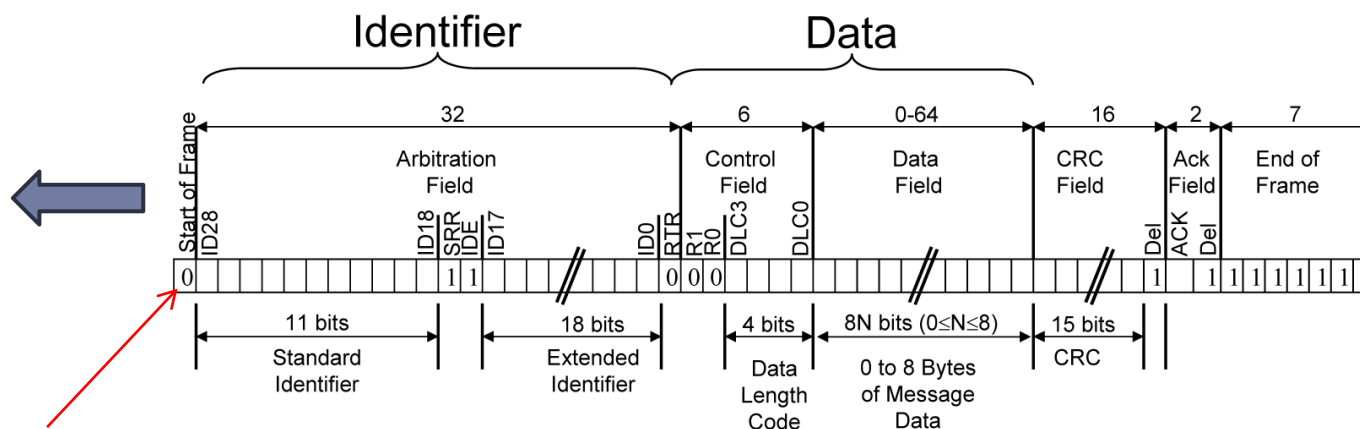 Identifier
Data
32
6
0-64
16
2
7
Start of Frame
Arbitration
Field
Control
Field
Data
Field
CRC
Field
Ack
Field
End of
Frame
ID28
ID18
SRR
IDE
ID17
ID0
RTR
R1
R0
DLC3
DLC0
Del
ACK
Del
0
1
1
0
0
0
1
1
1
1
1
1
1
1
1
11 bits
Standard
Identifier
18 bits
Extended
Identifier
4 bits
Data
Length
Code
8N bits (0≤N≤8)
0 to 8 Bytes
of Message
Data
15 bits
CRC